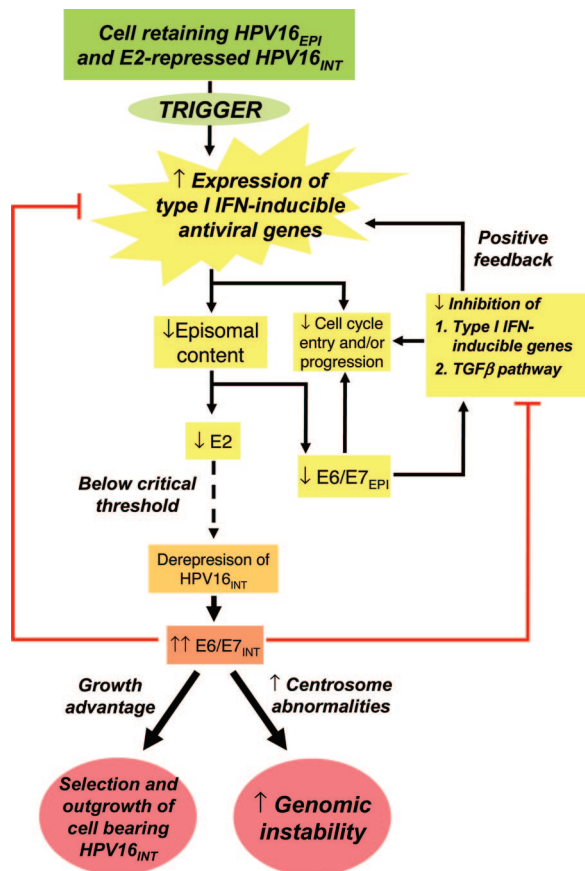 Cell retaining HPV16EPI
and E2-repressed HPV16INT
TRIGGER
↑ Expression of
type I IFN-inducible
antiviral genes
Positive
feedback
↓ Inhibition of
1. Type I IFN-
inducible genes
2. TGFβ pathway
↓Episomal
content
↓ Cell cycle
entry and/or
progression
↓ E2
↓ E6/E7EPI
Below critical
threshold
Derepresison of
HPV16INT
↑↑ E6/E7INT
Growth
advantage
↑ Centrosome
abnormalities
Selection and
outgrowth of
cell bearing
HPV16INT
↑ Genomic
instability